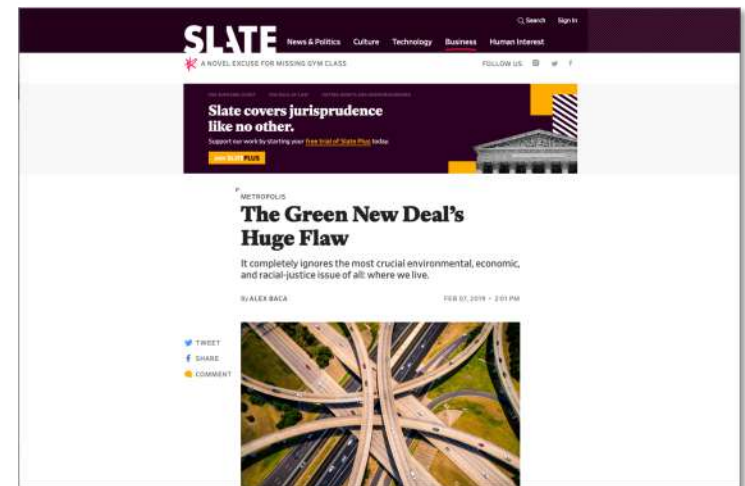 Search Sign In
SLATE
News & Politics Culture Technology Business Human Interest
A NOVEL EXCUSE FOR MISSING GYM CLASS
FOLLOW US
Slate covers jurisprudence
like no other.
Support our work by starting your free trial of Slate Plus today.
JOIN SLATE PLUS
METROPOLIS
The Green New Deal’s
Huge Flaw
It completely ignores the most crucial environmental, economic,
and racial-justice issue of all: where we live.
By ALEX BACA
FEB 07, 2019 • 2:01 PM
TWEET
SHARE
COMMENT